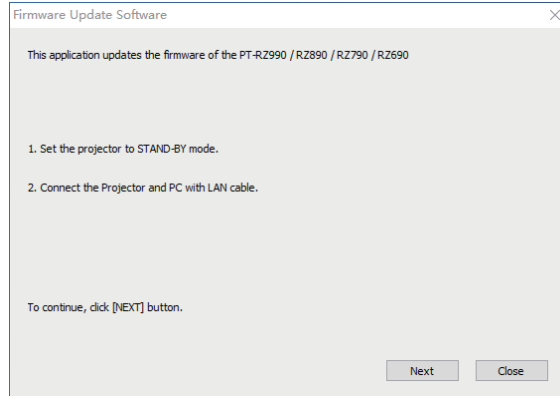 Firmware Update Software
This application updates the firmware of the PT-RZ990 / RZ890 / RZ790 / RZ690
1. Set the projector to STAND-BY mode.
2. Connect the Projector and PC with LAN cable.
To continue, click [NEXT] button.
Next Close